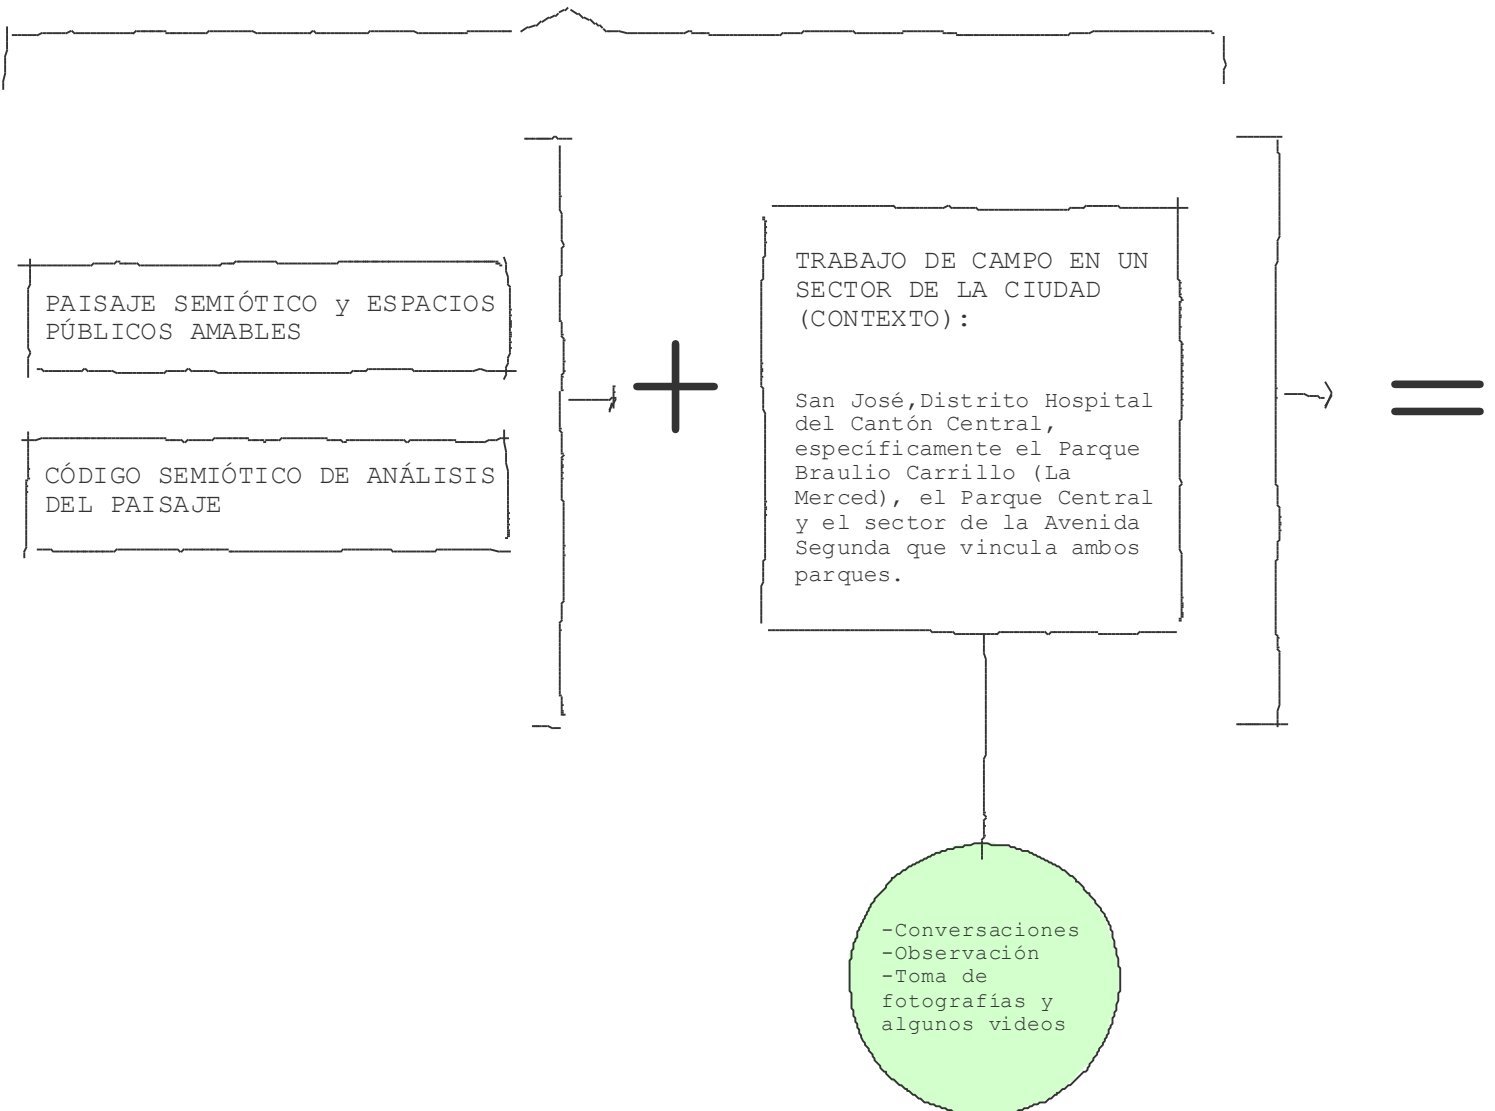 PAISAJE SEMIÓTICO y ESPACIOS
PÚBLICOS AMABLES
CÓDIGO SEMIÓTICO DE ANÁLISIS
DEL PAISAJE
+
TRABAJO DE CAMPO EN UN
SECTOR DE LA CIUDAD
(CONTEXTO):
San José,Distrito Hospital
del Cantón Central,
específicamente el Parque
Braulio Carrillo (La
Merced), el Parque Central
y el sector de la Avenida
Segunda que vincula ambos
parques.
=
-Conversaciones
-Observación
-Toma de
fotografías y
algunos videos